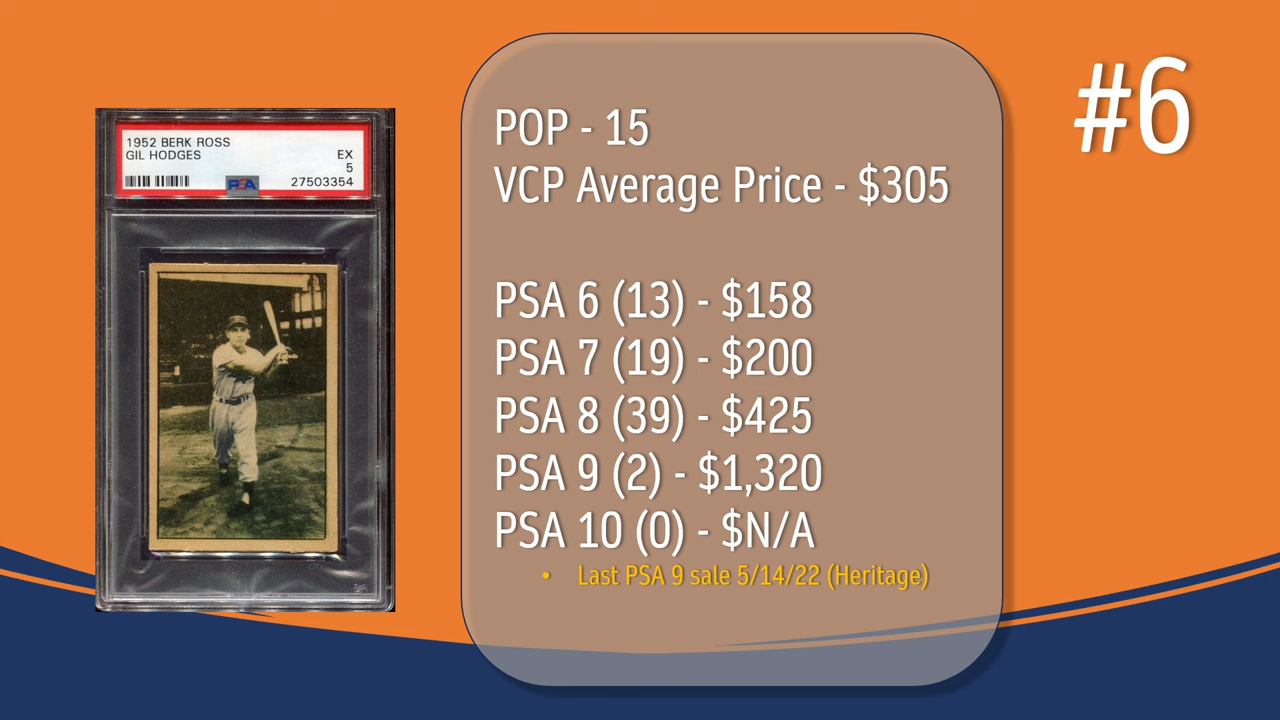 1952 BERK ROSS
GIL HODGES
EX
5
PSA
27503354
POP - 15
VCP Average Price - $305
PSA 6 (13) - $158
PSA 7 (19) - $200
PSA 8 (39) - $425
PSA 9 (2) - $1,320
PSA 10 (0) - $N/A
• Last PSA 9 sale 5/14/22 (Heritage)
#6